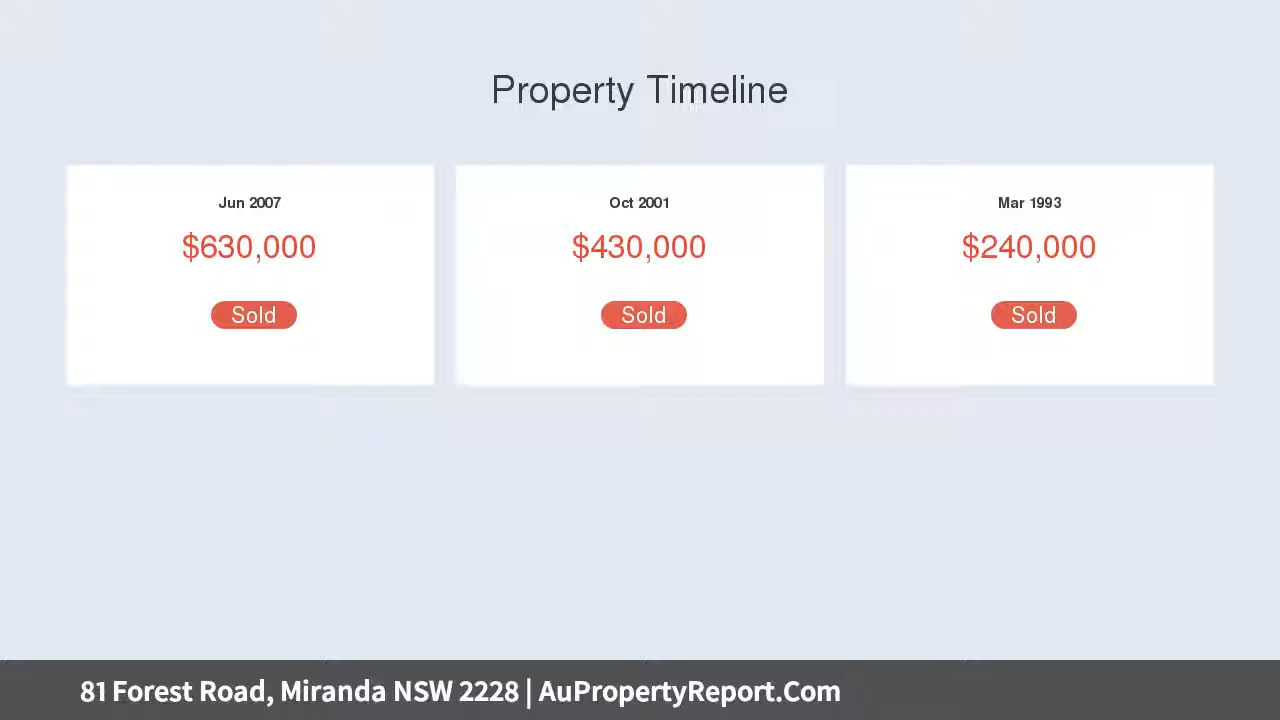 Property Timeline
Jun 2007
$630,000
Sold
Oct 2001
$430,000
Sold
Mar 1993
$240,000
Sold
81 Forest Road, Miranda NSW 2228 | AuPropertyReport.Com